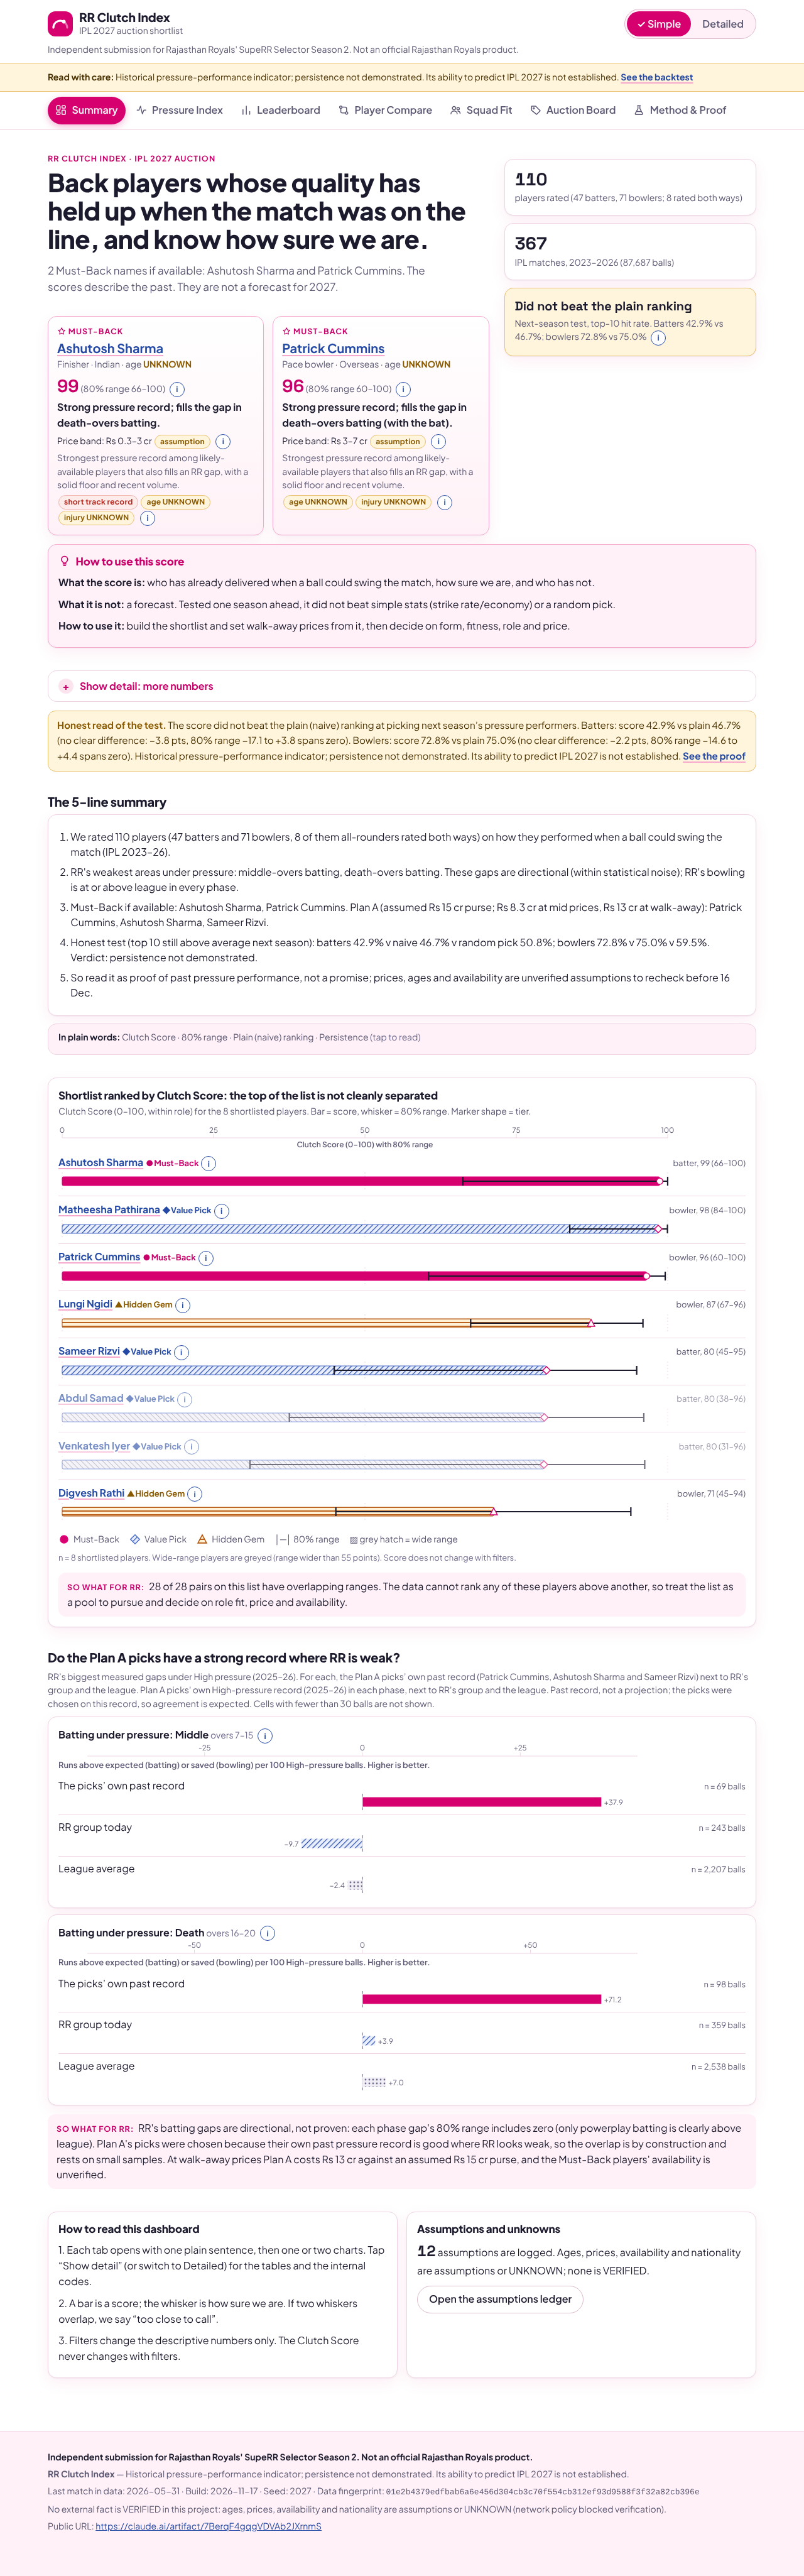 RR Clutch Index
IPL 2027 auction shortlist
✓ Simple
Detailed
Independent submission for Rajasthan Royals' SupeRR Selector Season 2. Not an official Rajasthan Royals product.
Read with care: Historical pressure-performance indicator; persistence not demonstrated. Its ability to predict IPL 2027 is not established. See the backtest
Summary
Pressure Index
Leaderboard
Player Compare
Squad Fit
Auction Board
Method & Proof
RR CLUTCH INDEX · IPL 2027 AUCTION
Back players whose quality has
held up when the match was on the
line, and know how sure we are.
2 Must-Back names if available: Ashutosh Sharma and Patrick Cummins. The
scores describe the past. They are not a forecast for 2027.
110
players rated (47 batters, 71 bowlers; 8 rated both ways)
367
IPL matches, 2023–2026 (87,687 balls)
Did not beat the plain ranking
Next-season test, top-10 hit rate. Batters 42.9% vs
46.7%; bowlers 72.8% vs 75.0% i
MUST-BACK
Ashutosh Sharma
Finisher · Indian · age UNKNOWN
99 (80% range 66–100) i
Strong pressure record; fills the gap in
death-overs batting.
Price band: Rs 0.3–3 cr assumption i
Strongest pressure record among likely-
available players that also fills an RR gap, with a
solid floor and recent volume.
short track record age UNKNOWN
injury UNKNOWN i
MUST-BACK
Patrick Cummins
Pace bowler · Overseas · age UNKNOWN
96 (80% range 60–100) i
Strong pressure record; fills the gap in
death-overs batting (with the bat).
Price band: Rs 3–7 cr assumption i
Strongest pressure record among likely-
available players that also fills an RR gap, with a
solid floor and recent volume.
age UNKNOWN injury UNKNOWN i
How to use this score
What the score is: who has already delivered when a ball could swing the match, how sure we are, and who has not.
What it is not: a forecast. Tested one season ahead, it did not beat simple stats (strike rate/economy) or a random pick.
How to use it: build the shortlist and set walk-away prices from it, then decide on form, fitness, role and price.
+ Show detail: more numbers
Honest read of the test. The score did not beat the plain (naive) ranking at picking next season's pressure performers. Batters: score 42.9% vs plain 46.7%
(no clear difference: −3.8 pts, 80% range −17.1 to +3.8 spans zero). Bowlers: score 72.8% vs plain 75.0% (no clear difference: −2.2 pts, 80% range −14.6 to
+4.4 spans zero). Historical pressure-performance indicator; persistence not demonstrated. Its ability to predict IPL 2027 is not established. See the proof
The 5-line summary
1. We rated 110 players (47 batters and 71 bowlers, 8 of them all-rounders rated both ways) on how they performed when a ball could swing the
match (IPL 2023–26).
2. RR's weakest areas under pressure: middle-overs batting, death-overs batting. These gaps are directional (within statistical noise); RR's bowling
is at or above league in every phase.
3. Must-Back if available: Ashutosh Sharma, Patrick Cummins. Plan A (assumed Rs 15 cr purse; Rs 8.3 cr at mid prices, Rs 13 cr at walk-away): Patrick
Cummins, Ashutosh Sharma, Sameer Rizvi.
4. Honest test (top 10 still above average next season): batters 42.9% v naive 46.7% v random pick 50.8%; bowlers 72.8% v 75.0% v 59.5%.
Verdict: persistence not demonstrated.
5. So read it as proof of past pressure performance, not a promise; prices, ages and availability are unverified assumptions to recheck before 16
Dec.
In plain words: Clutch Score · 80% range · Plain (naive) ranking · Persistence (tap to read)
Shortlist ranked by Clutch Score: the top of the list is not cleanly separated
Clutch Score (0–100, within role) for the 8 shortlisted players. Bar = score, whisker = 80% range. Marker shape = tier.
0 25 50 75 100
Clutch Score (0–100) with 80% range
Ashutosh Sharma Must-Back i batter, 99 (66–100)
Matheesha Pathirana Value Pick i bowler, 98 (84–100)
Patrick Cummins Must-Back i bowler, 96 (60–100)
Lungi Ngidi Hidden Gem i bowler, 87 (67–96)
Sameer Rizvi Value Pick i batter, 80 (45–95)
Abdul Samad Value Pick i batter, 80 (38–96)
Venkatesh Iyer Value Pick i batter, 80 (31–96)
Digvesh Rathi Hidden Gem i bowler, 71 (45–94)
Must-Back Value Pick Hidden Gem |—| 80% range grey hatch = wide range
n = 8 shortlisted players. Wide-range players are greyed (range wider than 55 points). Score does not change with filters.
SO WHAT FOR RR: 28 of 28 pairs on this list have overlapping ranges. The data cannot rank any of these players above another, so treat the list as
a pool to pursue and decide on role fit, price and availability.
Do the Plan A picks have a strong record where RR is weak?
RR's biggest measured gaps under High pressure (2025–26). For each, the Plan A picks' own past record (Patrick Cummins, Ashutosh Sharma and Sameer Rizvi) next to RR's
group and the league. Plan A picks' own High-pressure record (2025–26) in each phase, next to RR's group and the league. Past record, not a projection; the picks were
chosen on this record, so agreement is expected. Cells with fewer than 30 balls are not shown.
Batting under pressure: Middle overs 7–15 i
-25 0 +25
Runs above expected (batting) or saved (bowling) per 100 High-pressure balls. Higher is better.
The picks' own past record n = 69 balls
+37.9
RR group today n = 243 balls
−9.7
League average n = 2,207 balls
−2.4
Batting under pressure: Death overs 16–20 i
-50 0 +50
Runs above expected (batting) or saved (bowling) per 100 High-pressure balls. Higher is better.
The picks' own past record n = 98 balls
+71.2
RR group today n = 359 balls
+3.9
League average n = 2,538 balls
+7.0
SO WHAT FOR RR: RR's batting gaps are directional, not proven: each phase gap's 80% range includes zero (only powerplay batting is clearly above
league). Plan A's picks were chosen because their own past pressure record is good where RR looks weak, so the overlap is by construction and
rests on small samples. At walk-away prices Plan A costs Rs 13 cr against an assumed Rs 15 cr purse, and the Must-Back players' availability is
unverified.
How to read this dashboard
1. Each tab opens with one plain sentence, then one or two charts. Tap
“Show detail” (or switch to Detailed) for the tables and the internal
codes.
2. A bar is a score; the whisker is how sure we are. If two whiskers
overlap, we say “too close to call”.
3. Filters change the descriptive numbers only. The Clutch Score
never changes with filters.
Assumptions and unknowns
12 assumptions are logged. Ages, prices, availability and nationality
are assumptions or UNKNOWN; none is VERIFIED.
Open the assumptions ledger
Independent submission for Rajasthan Royals' SupeRR Selector Season 2. Not an official Rajasthan Royals product.
RR Clutch Index — Historical pressure-performance indicator; persistence not demonstrated. Its ability to predict IPL 2027 is not established.
Last match in data: 2026-05-31 · Build: 2026-11-17 · Seed: 2027 · Data fingerprint: 01e2b4379edfbab6a6e456d304cb3c70f554cb312ef93d9588f3f32a82cb396e
No external fact is VERIFIED in this project: ages, prices, availability and nationality are assumptions or UNKNOWN (network policy blocked verification).
Public URL: https://claude.ai/artifact/7BerqF4gqgVDVAb2JXrnmS